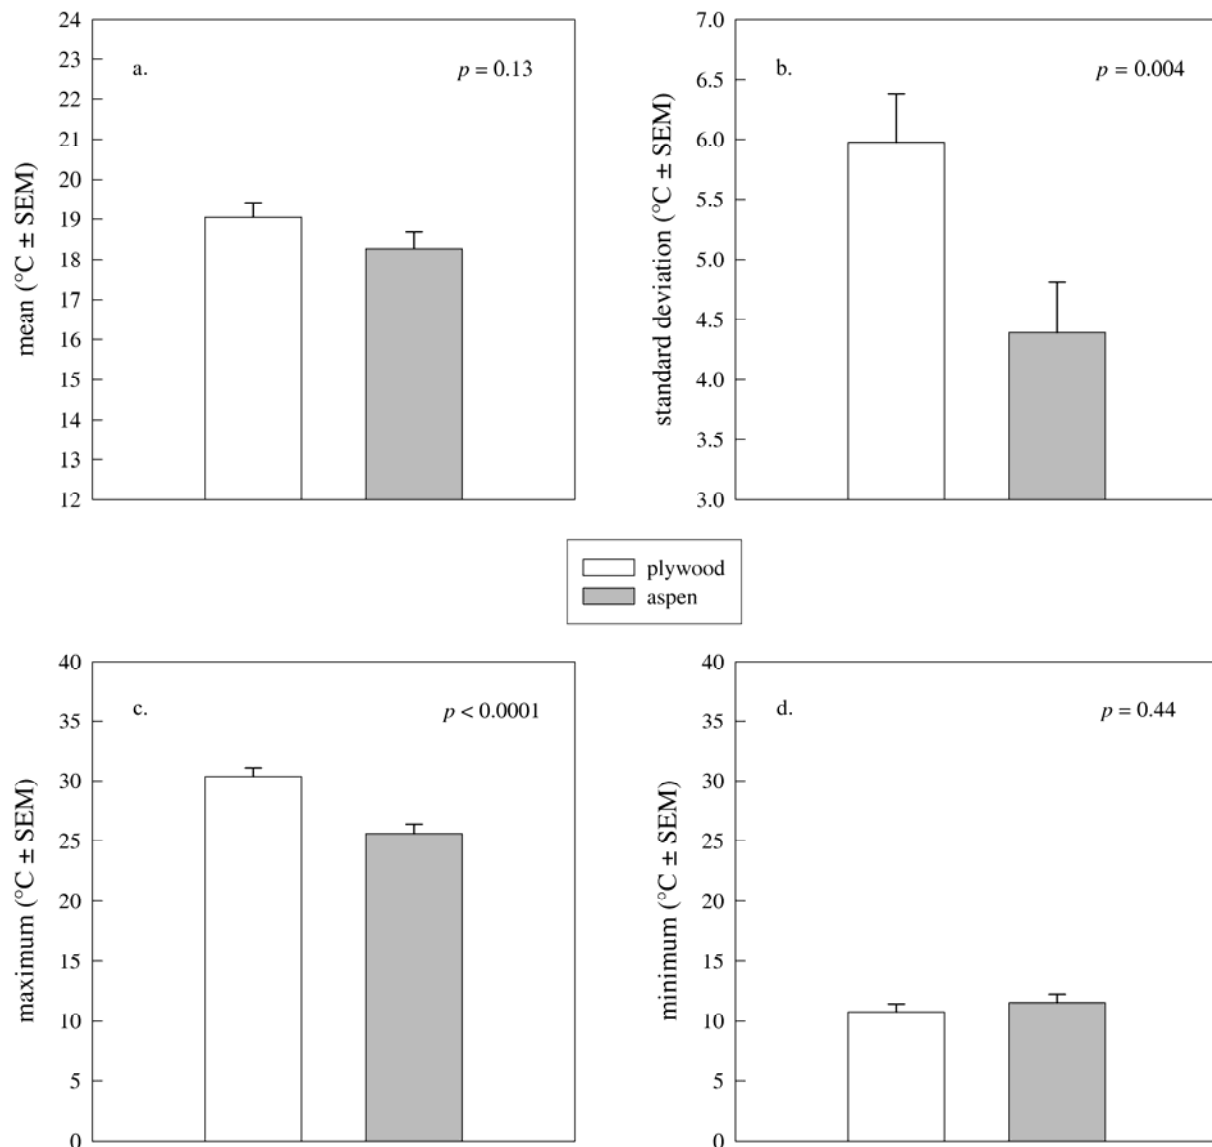 a.
p = 0.13
mean (°C ± SEM)
24
23
22
21
20
19
18
17
16
15
14
13
12
b.
p = 0.004
standard deviation (°C ± SEM)
7.0
6.5
6.0
5.5
5.0
4.5
4.0
3.5
3.0
plywood
aspen
c.
p < 0.0001
maximum (°C ± SEM)
40
35
30
25
20
15
10
5
0
d.
p = 0.44
minimum (°C ± SEM)
40
35
30
25
20
15
10
5
0